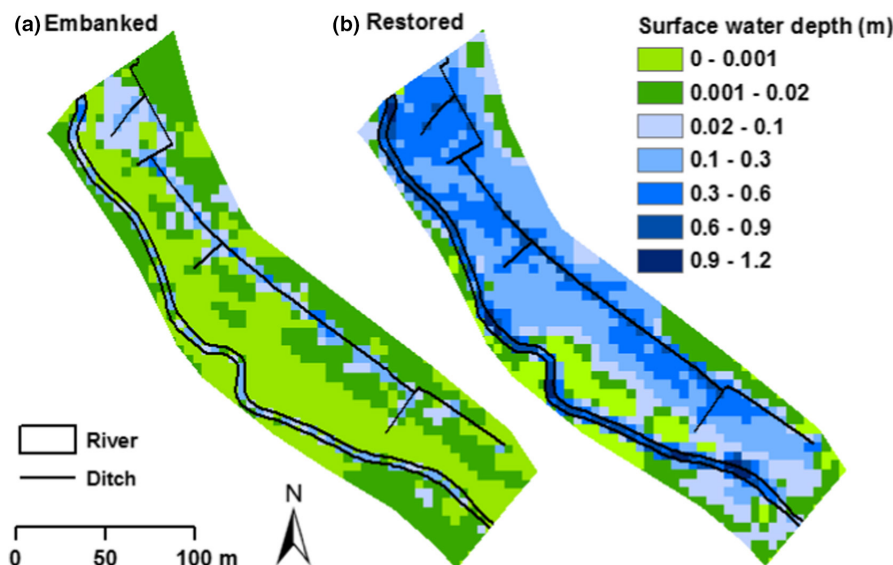 (a) Embanked
(b) Restored
Surface water depth (m)
0 - 0.001
0.001 - 0.02
0.02 - 0.1
0.1 - 0.3
0.3 - 0.6
0.6 - 0.9
0.9 - 1.2
River
Ditch
N
0 50 100 m